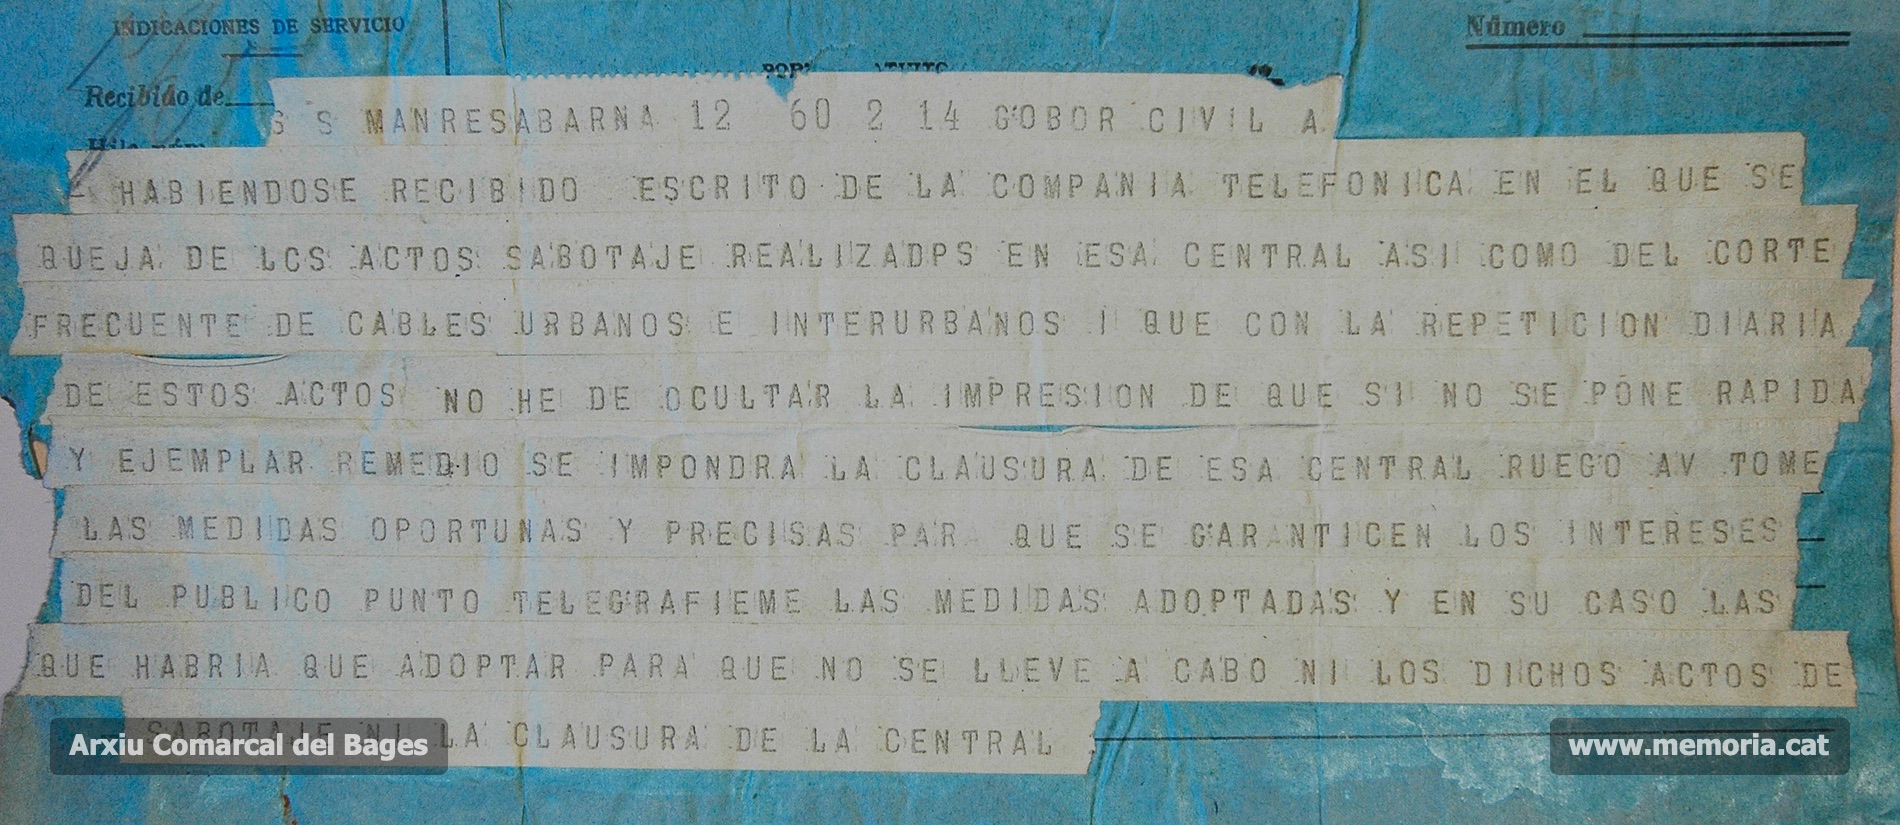 INDICACIONES DE SERVICIO
Número
Recibido de
S S MANRESABARNA 12 60 2 14 GOBOR CIVIL A
- HABIENDOSE RECIBIDO ESCRITO DE LA COMPANIA TELEFONICA EN EL QUE SE
QUEJA DE LCS ACTOS SABOTAJE REALIZADPS EN ESA CENTRAL ASI COMO DEL CORTE
FRECUENTE DE CABLES URBANOS E INTERURBANOS I QUE CON LA REPETICION DIARIA
DE ESTOS ACTOS NO HE DE OCULTAR LA IMPRESION DE QUE SI NO SE PONE RAPIDA
Y EJEMPLAR REMEDIO SE IMPONDRA LA CLAUSURA DE ESA CENTRAL RUEGO AV TOME
LAS MEDIDAS OPORTUNAS Y PRECISAS PAR QUE SE GARANTICEN LOS INTERESES
DEL PUBLICO PUNTO TELEGRAFIEME LAS MEDIDAS ADOPTADAS Y EN SU CASO LAS
QUE HABRIA QUE ADOPTAR PARA QUE NO SE LLEVE A CABO NI LOS DICHOS ACTOS DE
SABOTAJE NI LA CLAUSURA DE LA CENTRAL
Arxiu Comarcal del Bages
www.memoria.cat